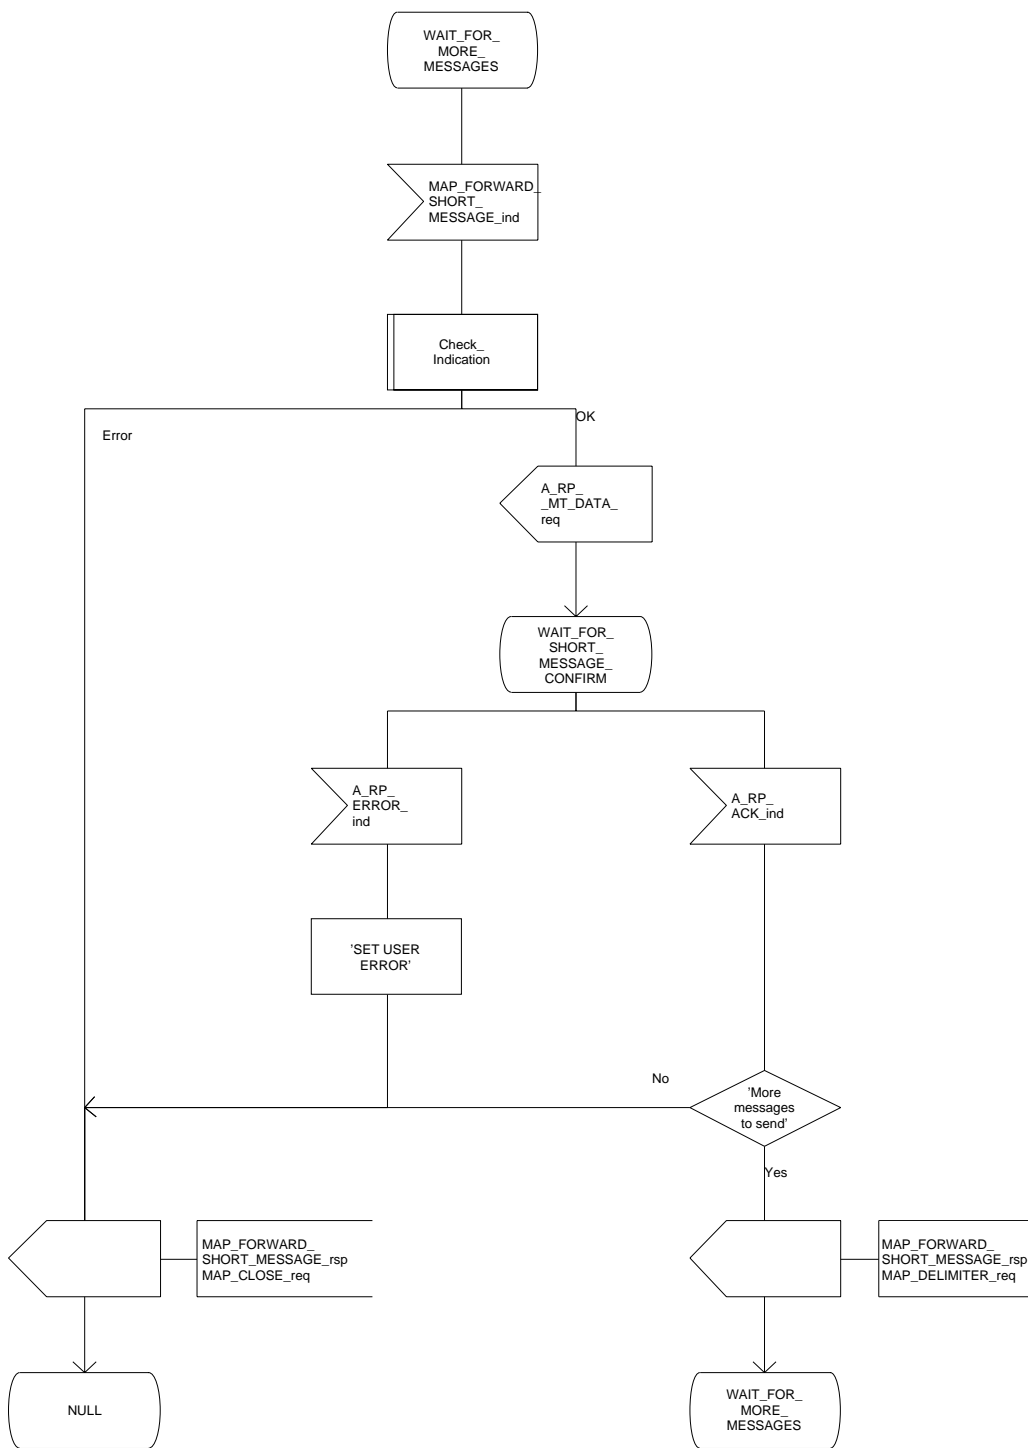 WAIT_FOR_
MORE_
MESSAGES
MAP_FORWARD_
SHORT_
MESSAGE_ind
Check_
Indication
Error
OK
A_RP_
_MT_DATA_
req
WAIT_FOR_
SHORT_
MESSAGE_
CONFIRM
A_RP_
ERROR_
ind
A_RP_
ACK_ind
'SET USER
ERROR'
No
'More
messages
to send'
Yes
MAP_FORWARD_
SHORT_MESSAGE_rsp
MAP_CLOSE_req
MAP_FORWARD_
SHORT_MESSAGE_rsp
MAP_DELIMITER_req
NULL
WAIT_FOR_
MORE_
MESSAGES